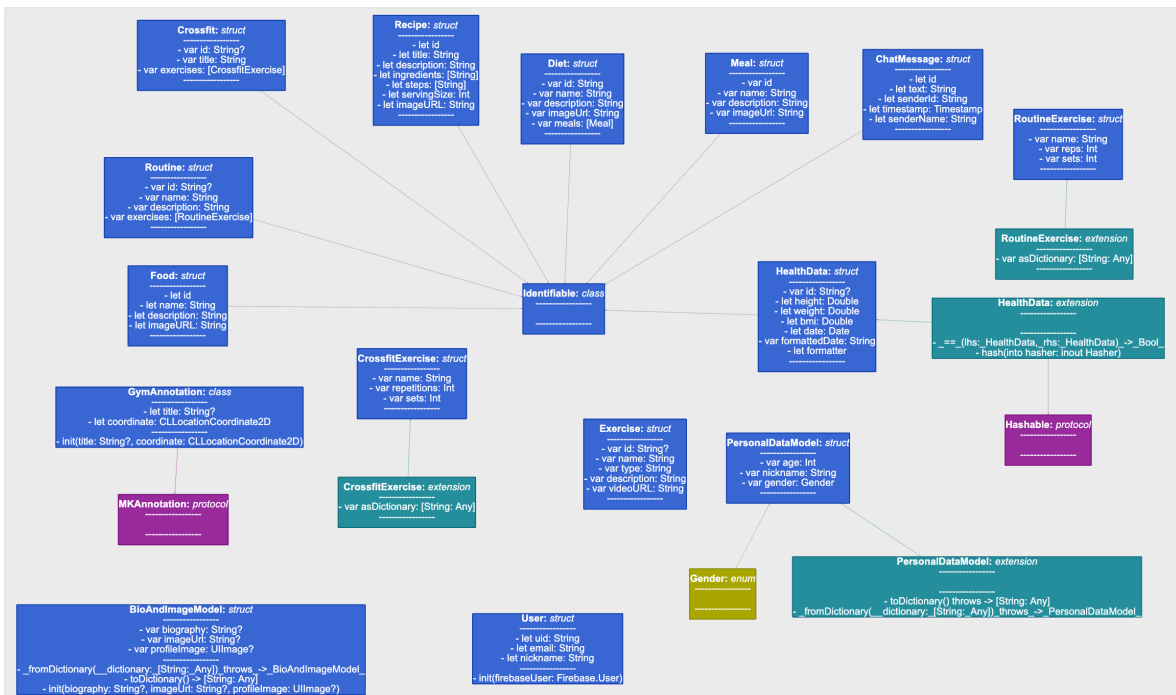 Crossfit: struct
-----------------
- var id: String?
- var title: String
- var exercises: [CrossfitExercise]
-----------------
Recipe: struct
-----------------
- let id
- let title: String
- let description: String
- let ingredients: [String]
- let steps: [String]
- let servingSize: Int
- let imageURL: String
-----------------
Diet: struct
-----------------
- var id: String
- var name: String
- var description: String
- var imageUrl: String
- var meals: [Meal]
-----------------
Meal: struct
-----------------
- var id
- var name: String
- var description: String
- var imageUrl: String
-----------------
ChatMessage: struct
-----------------
- let id
- let text: String
- let senderId: String
- let timestamp: Timestamp
- let senderName: String
-----------------
RoutineExercise: struct
-----------------
- var name: String
- var reps: Int
- var sets: Int
-----------------
Routine: struct
-----------------
- var id: String?
- var name: String
- var description: String
- var exercises: [RoutineExercise]
-----------------
RoutineExercise: extension
-----------------
- var asDictionary: [String: Any]
-----------------
Food: struct
-----------------
- let id
- let name: String
- let description: String
- let imageURL: String
-----------------
Identifiable: class
-----------------
-----------------
HealthData: struct
-----------------
- var id: String?
- let height: Double
- let weight: Double
- let bmi: Double
- let date: Date
- var formattedDate: String
- let formatter
-----------------
HealthData: extension
-----------------
-----------------
- _==_(lhs:_HealthData,_rhs:_HealthData)_->_Bool_
- hash(into hasher: inout Hasher)
CrossfitExercise: struct
-----------------
- var name: String
- var repetitions: Int
- var sets: Int
-----------------
GymAnnotation: class
-----------------
- let title: String?
- let coordinate: CLLocationCoordinate2D
-----------------
- init(title: String?, coordinate: CLLocationCoordinate2D)
Exercise: struct
-----------------
- var id: String?
- var name: String
- var type: String
- var description: String
- var videoURL: String
-----------------
PersonalDataModel: struct
-----------------
- var age: Int
- var nickname: String
- var gender: Gender
-----------------
Hashable: protocol
-----------------
-----------------
CrossfitExercise: extension
-----------------
- var asDictionary: [String: Any]
-----------------
MKAnnotation: protocol
-----------------
-----------------
Gender: enum
-----------------
-----------------
PersonalDataModel: extension
-----------------
-----------------
- toDictionary() throws -> [String: Any]
- _fromDictionary(__dictionary:_[String:_Any])_throws_->_PersonalDataModel_
BioAndImageModel: struct
-----------------
- var biography: String?
- var imageUrl: String?
- var profileImage: UIImage?
-----------------
- _fromDictionary(__dictionary:_[String:_Any])_throws_->_BioAndImageModel_
- toDictionary() -> [String: Any]
- init(biography: String?, imageUrl: String?, profileImage: UIImage?)
User: struct
-----------------
- let uid: String
- let email: String
- let nickname: String
-----------------
- init(firebaseUser: Firebase.User)